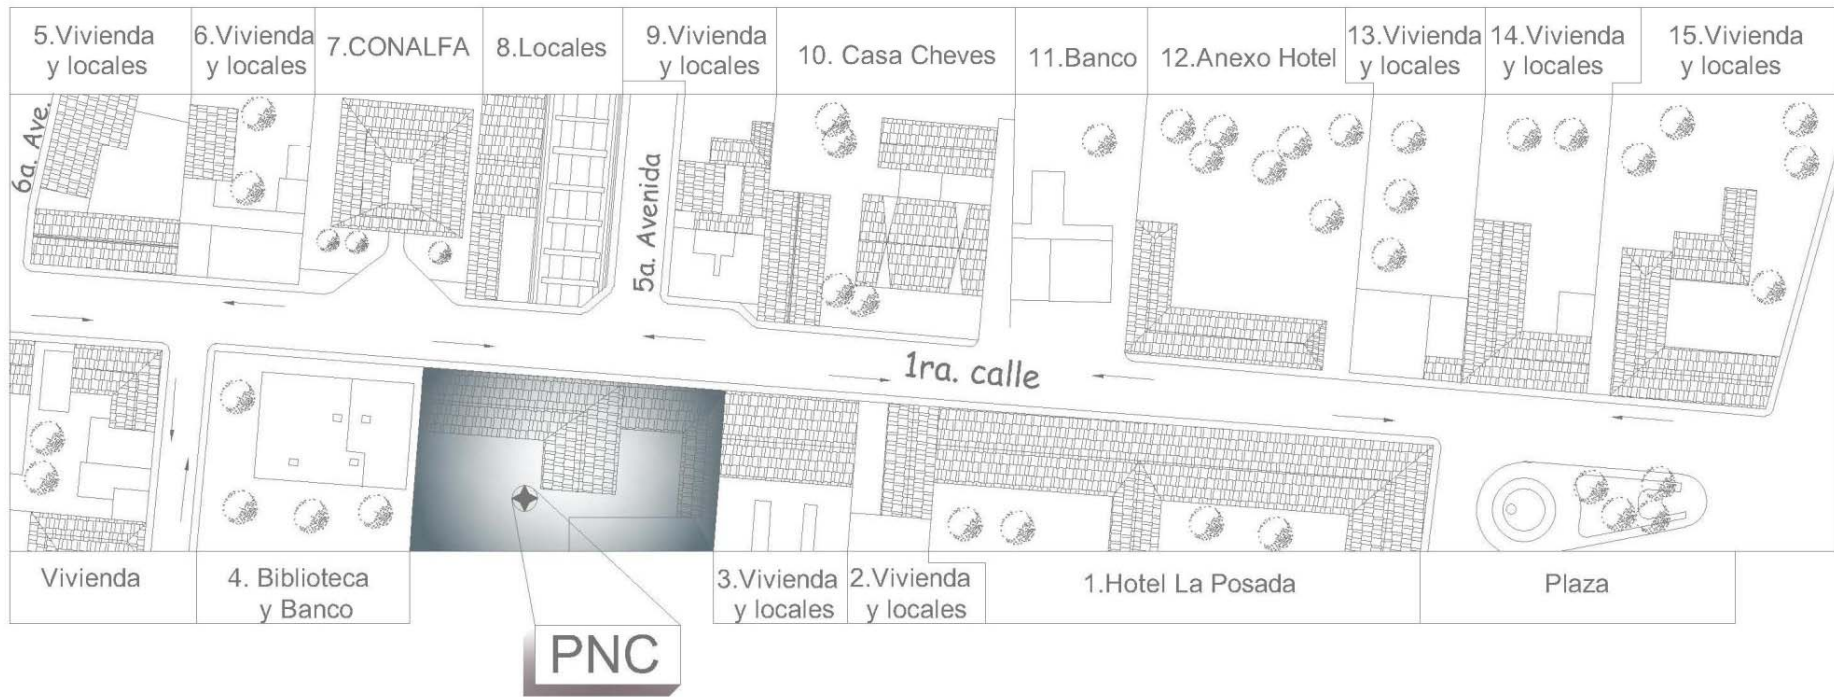 5.Vivienda
y locales
6.Vivienda
y locales
7.CONALFA
8.Locales
9.Vivienda
y locales
10. Casa Cheves
11.Banco
12.Anexo Hotel
13.Vivienda
y locales
14.Vivienda
y locales
15.Vivienda
y locales
6a. Ave.
5a. Avenida
1ra. calle
Vivienda
4. Biblioteca
y Banco
3.Vivienda
y locales
2.Vivienda
y locales
1.Hotel La Posada
Plaza
PNC